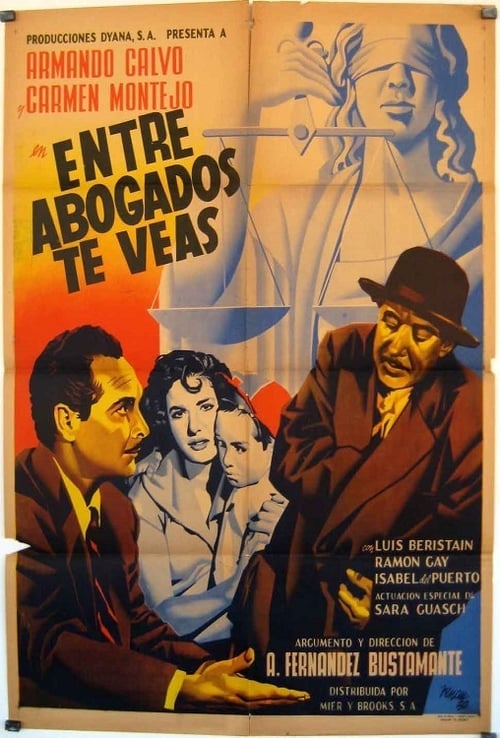 PRODUCCIONES DYANA, S.A. PRESENTA A
ARMANDO CALVO
y CARMEN MONTEJO
en
ENTRE
ABOGADOS
TE VEAS
con LUIS BERISTAIN
RAMON GAY
ISABEL del PUERTO
ACTUACION ESPECIAL DE
SARA GUASCH
ARGUMENTO Y DIRECCION DE
A. FERNANDEZ BUSTAMANTE
DISTRIBUIDA POR
MIER Y BROOKS, S.A.